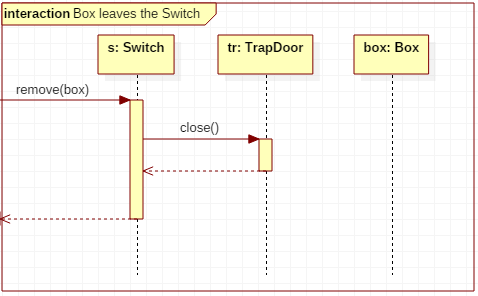 interaction Box leaves the Switch
s: Switch
tr: TrapDoor
box: Box
remove(box)
close()